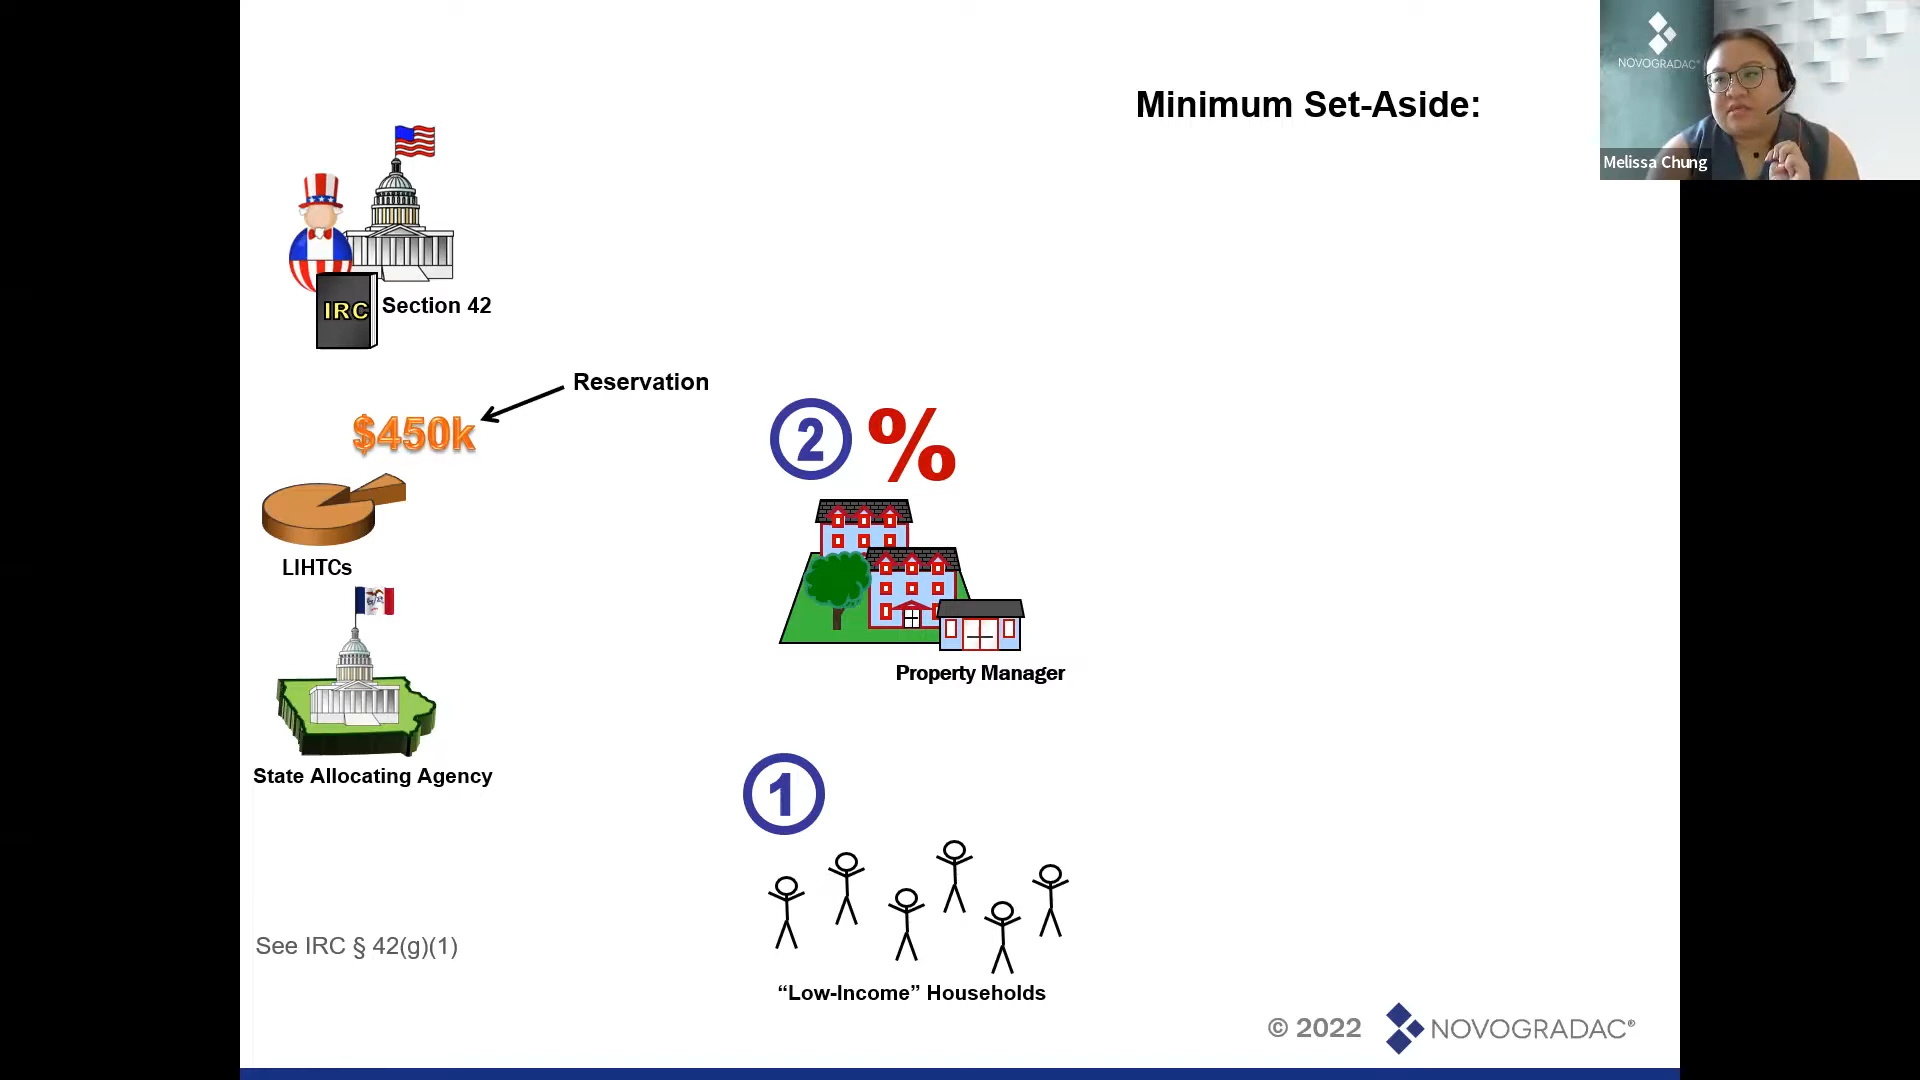 NOVOGRADAC®
Melissa Chung
Minimum Set-Aside:
IRC
Section 42
Reservation
$450k
2 %
LIHTCs
Property Manager
State Allocating Agency
1
See IRC § 42(g)(1)
“Low-Income” Households
© 2022
NOVOGRADAC®